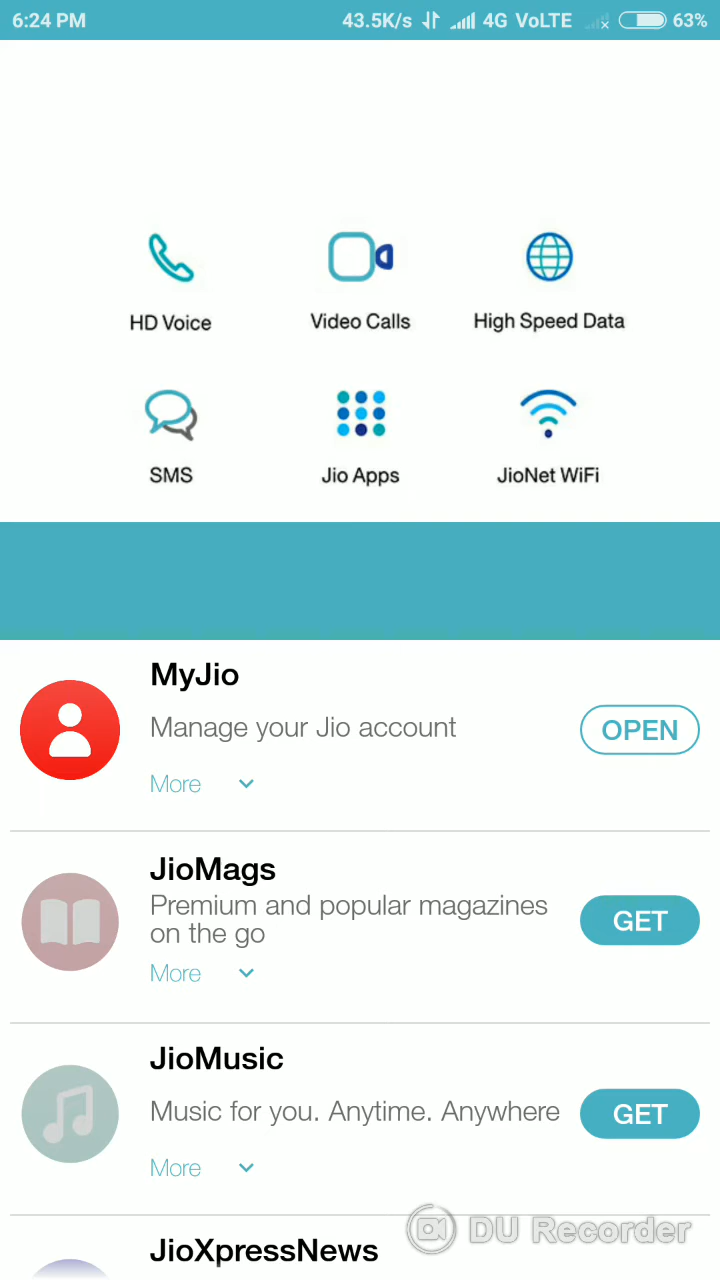 6:24 PM 43.5K/s 4G VoLTE 63%
HD Voice Video Calls High Speed Data
SMS Jio Apps JioNet WiFi
MyJio
Manage your Jio account
OPEN
More
JioMags
Premium and popular magazines
on the go
GET
More
JioMusic
Music for you. Anytime. Anywhere
GET
More
DU Recorder
JioXpressNews